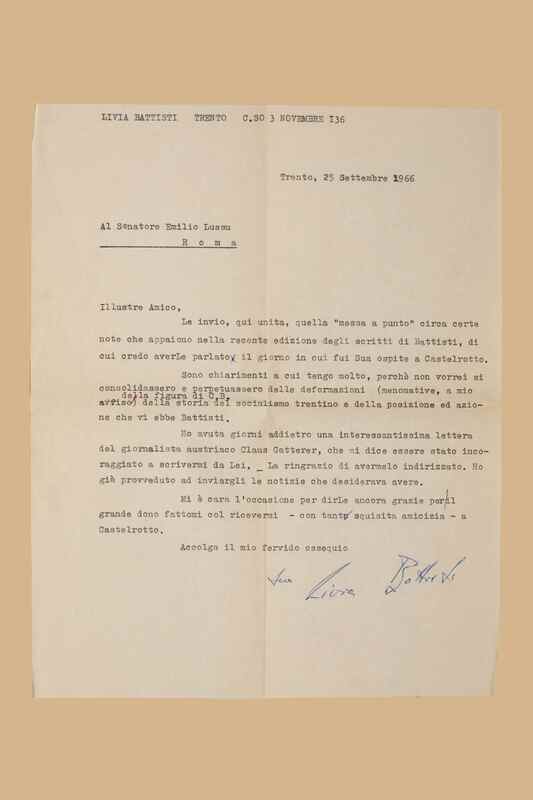 LIVIA BATTISTI TRENTO C.SO 3 NOVEMBRE I36
Trento, 25 Settembre 1966
Al Senatore Emilio Lussu
R o m a
Illustre Amico,
Le invio, qui unita, quella "messa a punto" circa certe
note che appaiono nella recente edizione degli scritti di Battisti, di
cui credo averLe parlato, il giorno in cui fui Sua ospite a Castelrotto.
Sono chiarimenti a cui tengo molto, perchè non vorrei si
consolidassero e perpetuassero delle deformazioni (menomative, a mio
della figura di C.B.
avviso) della storia del socialismo trentino e della posizione ed azio-
ne che vi ebbe Battisti.
Ho avuta giorni addietro una interessantissima lettera
del giornalista austriaco Claus Gatterer, che mi dice essere stato inco-
raggiato a scrivermi da Lei, _ La ringrazio di avermelo indirizzato. Ho
già provveduto ad inviargli le notizie che desiderava avere.
Mi è cara l'occasione per dirLe ancora grazie per il
grande dono fattomi col ricevermi - con tanta squisita amicizia - a
Castelrotto.
Accolga il mio fervido ossequio
Sua Livia Battisti